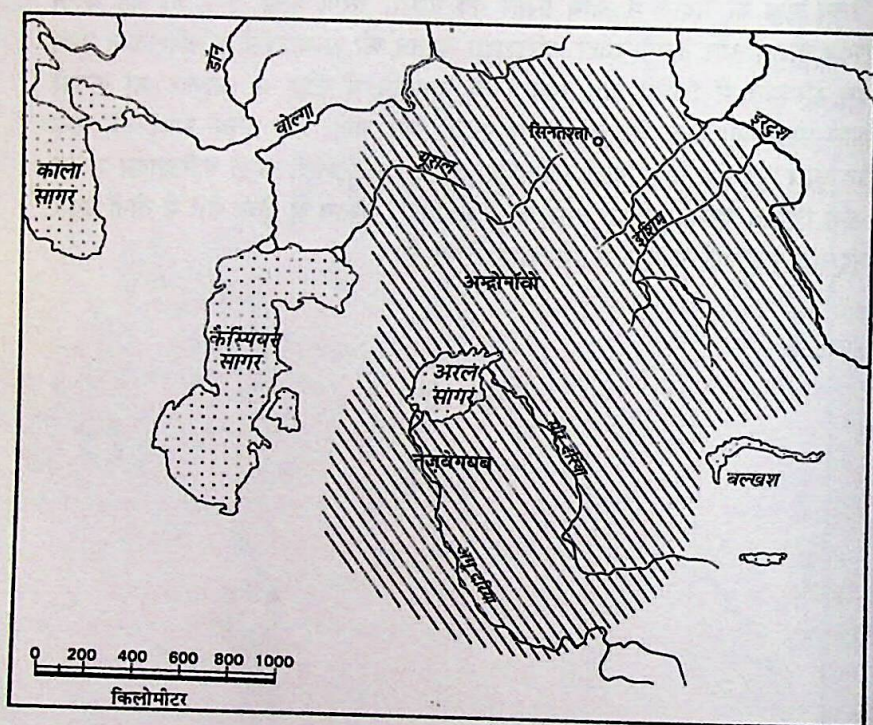 डोन
वोल्गा
सिनतश्ता
इरटुश
काला
सागर
यूराल
इशिम
अन्द्रोनोवो
कैस्पियन
सागर
अरल
सागर
सीर दरिया
तज़बेगयब
बल्खश
अमु दरिया
0 200 400 600 800 1000
किलोमीटर